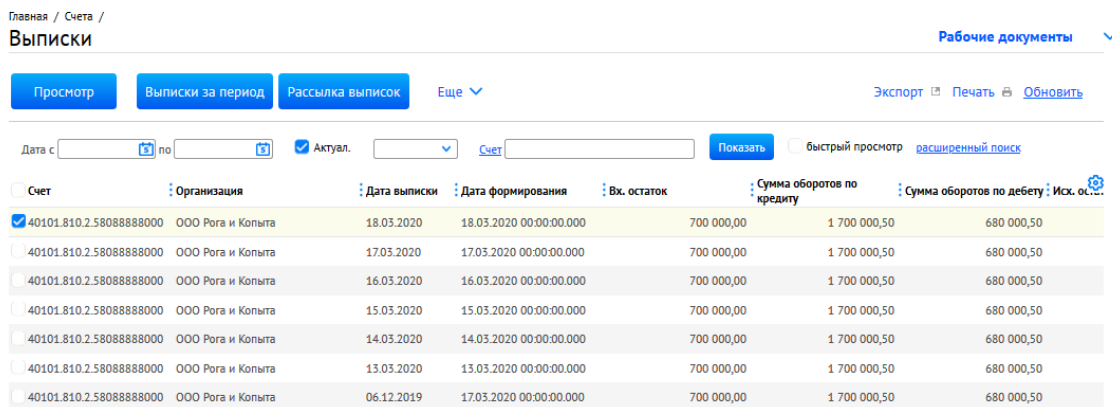 Главная / Счета /
Выписки
Рабочие документы
Просмотр Выписки за период Рассылка выписок Еще Экспорт Печать Обновить
Дата с по Актуал. Счет Показать быстрый просмотр расширенный поиск
Счет Организация Дата выписки Дата формирования Вх. остаток Сумма оборотов по кредиту Сумма оборотов по дебету Исх.
40101.810.2.58088888000 ООО Рога и Копыта 18.03.2020 18.03.2020 00:00:00.000 700 000,00 1 700 000,50 680 000,50
40101.810.2.58088888000 ООО Рога и Копыта 17.03.2020 17.03.2020 00:00:00.000 700 000,00 1 700 000,50 680 000,50
40101.810.2.58088888000 ООО Рога и Копыта 16.03.2020 16.03.2020 00:00:00.000 700 000,00 1 700 000,50 680 000,50
40101.810.2.58088888000 ООО Рога и Копыта 15.03.2020 15.03.2020 00:00:00.000 700 000,00 1 700 000,50 680 000,50
40101.810.2.58088888000 ООО Рога и Копыта 14.03.2020 14.03.2020 00:00:00.000 700 000,00 1 700 000,50 680 000,50
40101.810.2.58088888000 ООО Рога и Копыта 13.03.2020 13.03.2020 00:00:00.000 700 000,00 1 700 000,50 680 000,50
40101.810.2.58088888000 ООО Рога и Копыта 06.12.2019 17.03.2020 00:00:00.000 700 000,00 1 700 000,50 680 000,50